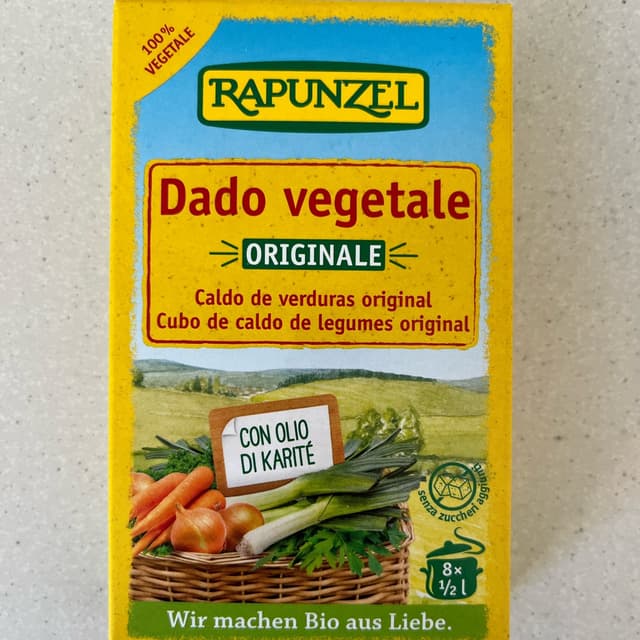 100%
VEGETALE
RAPUNZEL
Dado vegetale
ORIGINALE
Caldo de verduras original
Cubo de caldo de legumes original
CON OLIO
DI KARITÉ
senza zuccheri aggiunti
8×
½ l
Wir machen Bio aus Liebe.